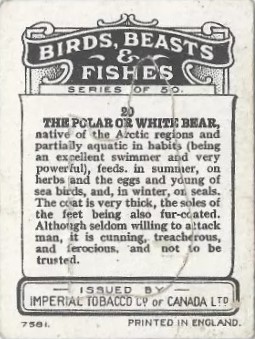 BIRDS, BEASTS
&
FISHES
SERIES OF 50.
20
THE POLAR OR WHITE BEAR,
native of the Arctic regions and
partially aquatic in habits (being
an excellent swimmer and very
powerful), feeds, in summer, on
herbs and the eggs and young of
sea birds, and, in winter, on seals.
The coat is very thick, the soles of
the feet being also fur-coated.
Although seldom willing to attack
man, it is cunning, treacherous,
and ferocious, and not to be
trusted.
ISSUED BY
IMPERIAL TOBACCO Cº OF CANADA LTD
7581. PRINTED IN ENGLAND.